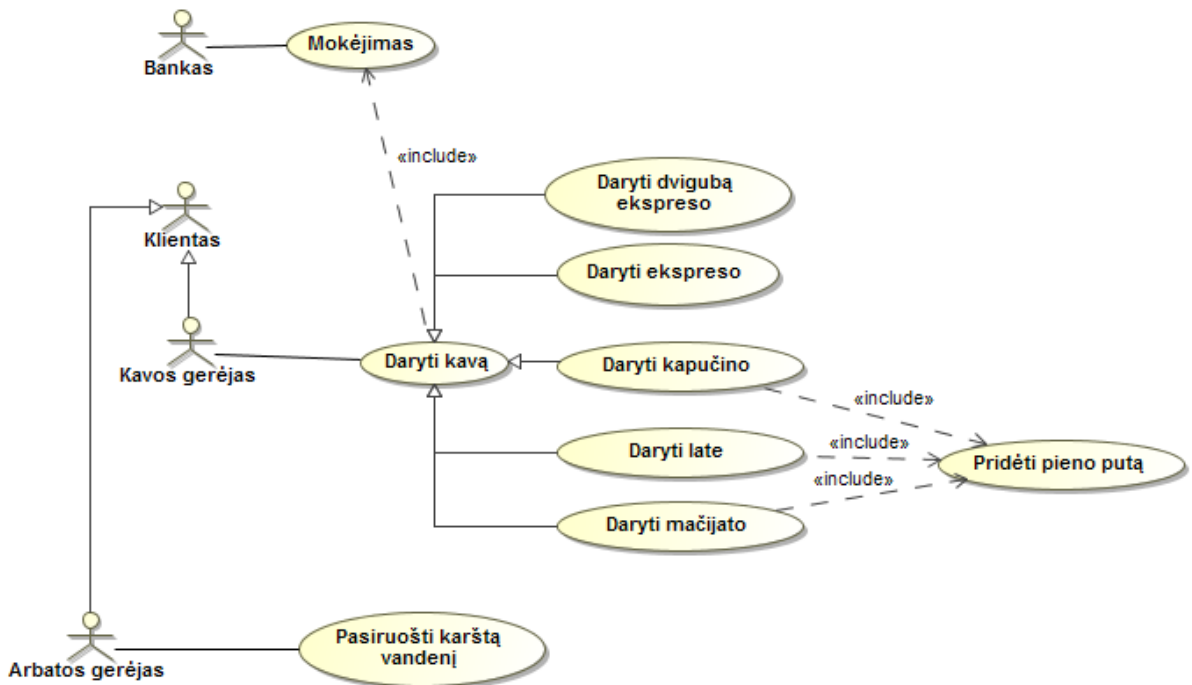 Mokėjimas
Bankas
«include»
Daryti dvigubą
ekspreso
Klientas
Daryti ekspreso
Kavos gerėjas
Daryti kavą
Daryti kapučino
«include»
«include»
Daryti late
Pridėti pieno putą
«include»
Daryti mačijato
Pasiruošti karštą
vandenį
Arbatos gerėjas